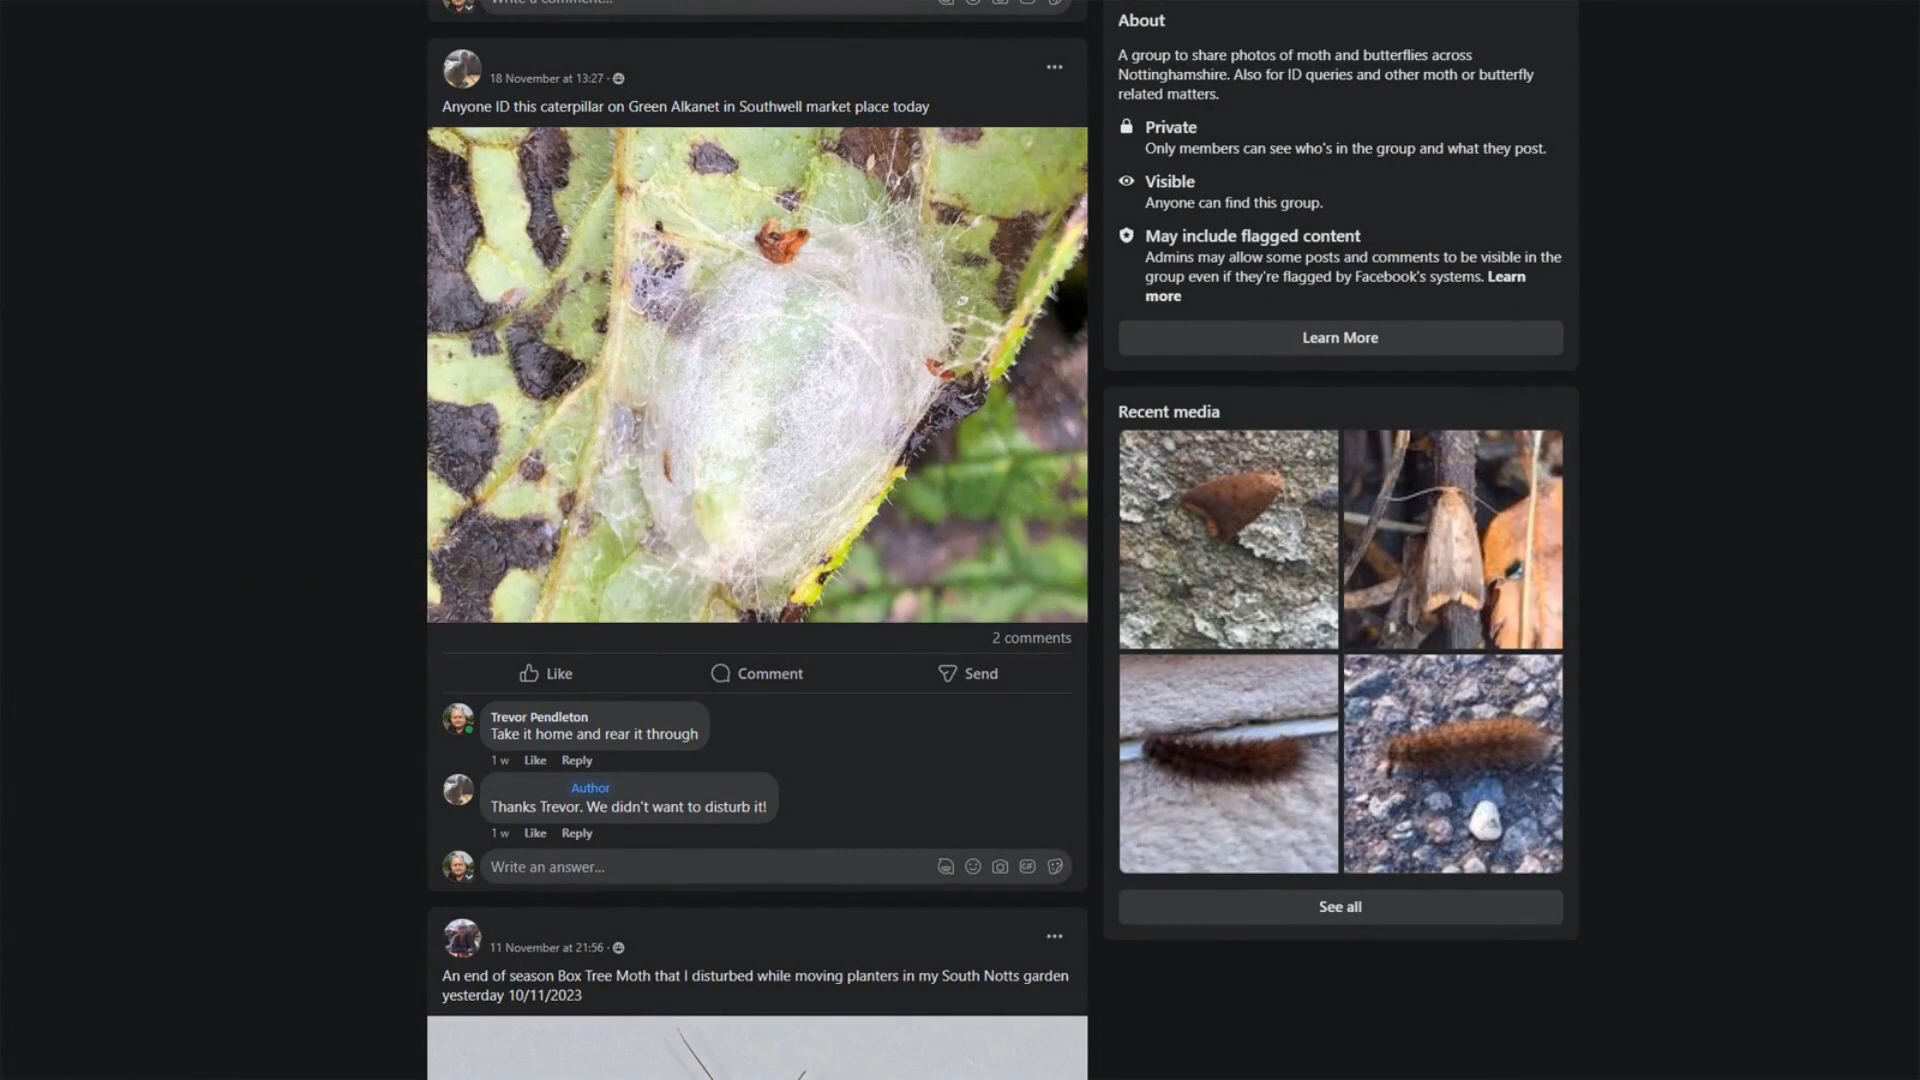 Write a comment...
18 November at 13:27 ·
Anyone ID this caterpillar on Green Alkanet in Southwell market place today
2 comments
Like
Comment
Send
Trevor Pendleton
Take it home and rear it through
1 w Like Reply
Author
Thanks Trevor. We didn't want to disturb it!
1 w Like Reply
Write an answer...
GIF
11 November at 21:56 ·
An end of season Box Tree Moth that I disturbed while moving planters in my South Notts garden
yesterday 10/11/2023
About
A group to share photos of moth and butterflies across
Nottinghamshire. Also for ID queries and other moth or butterfly
related matters.
Private
Only members can see who's in the group and what they post.
Visible
Anyone can find this group.
May include flagged content
Admins may allow some posts and comments to be visible in the
group even if they're flagged by Facebook's systems. Learn
more
Learn More
Recent media
See all